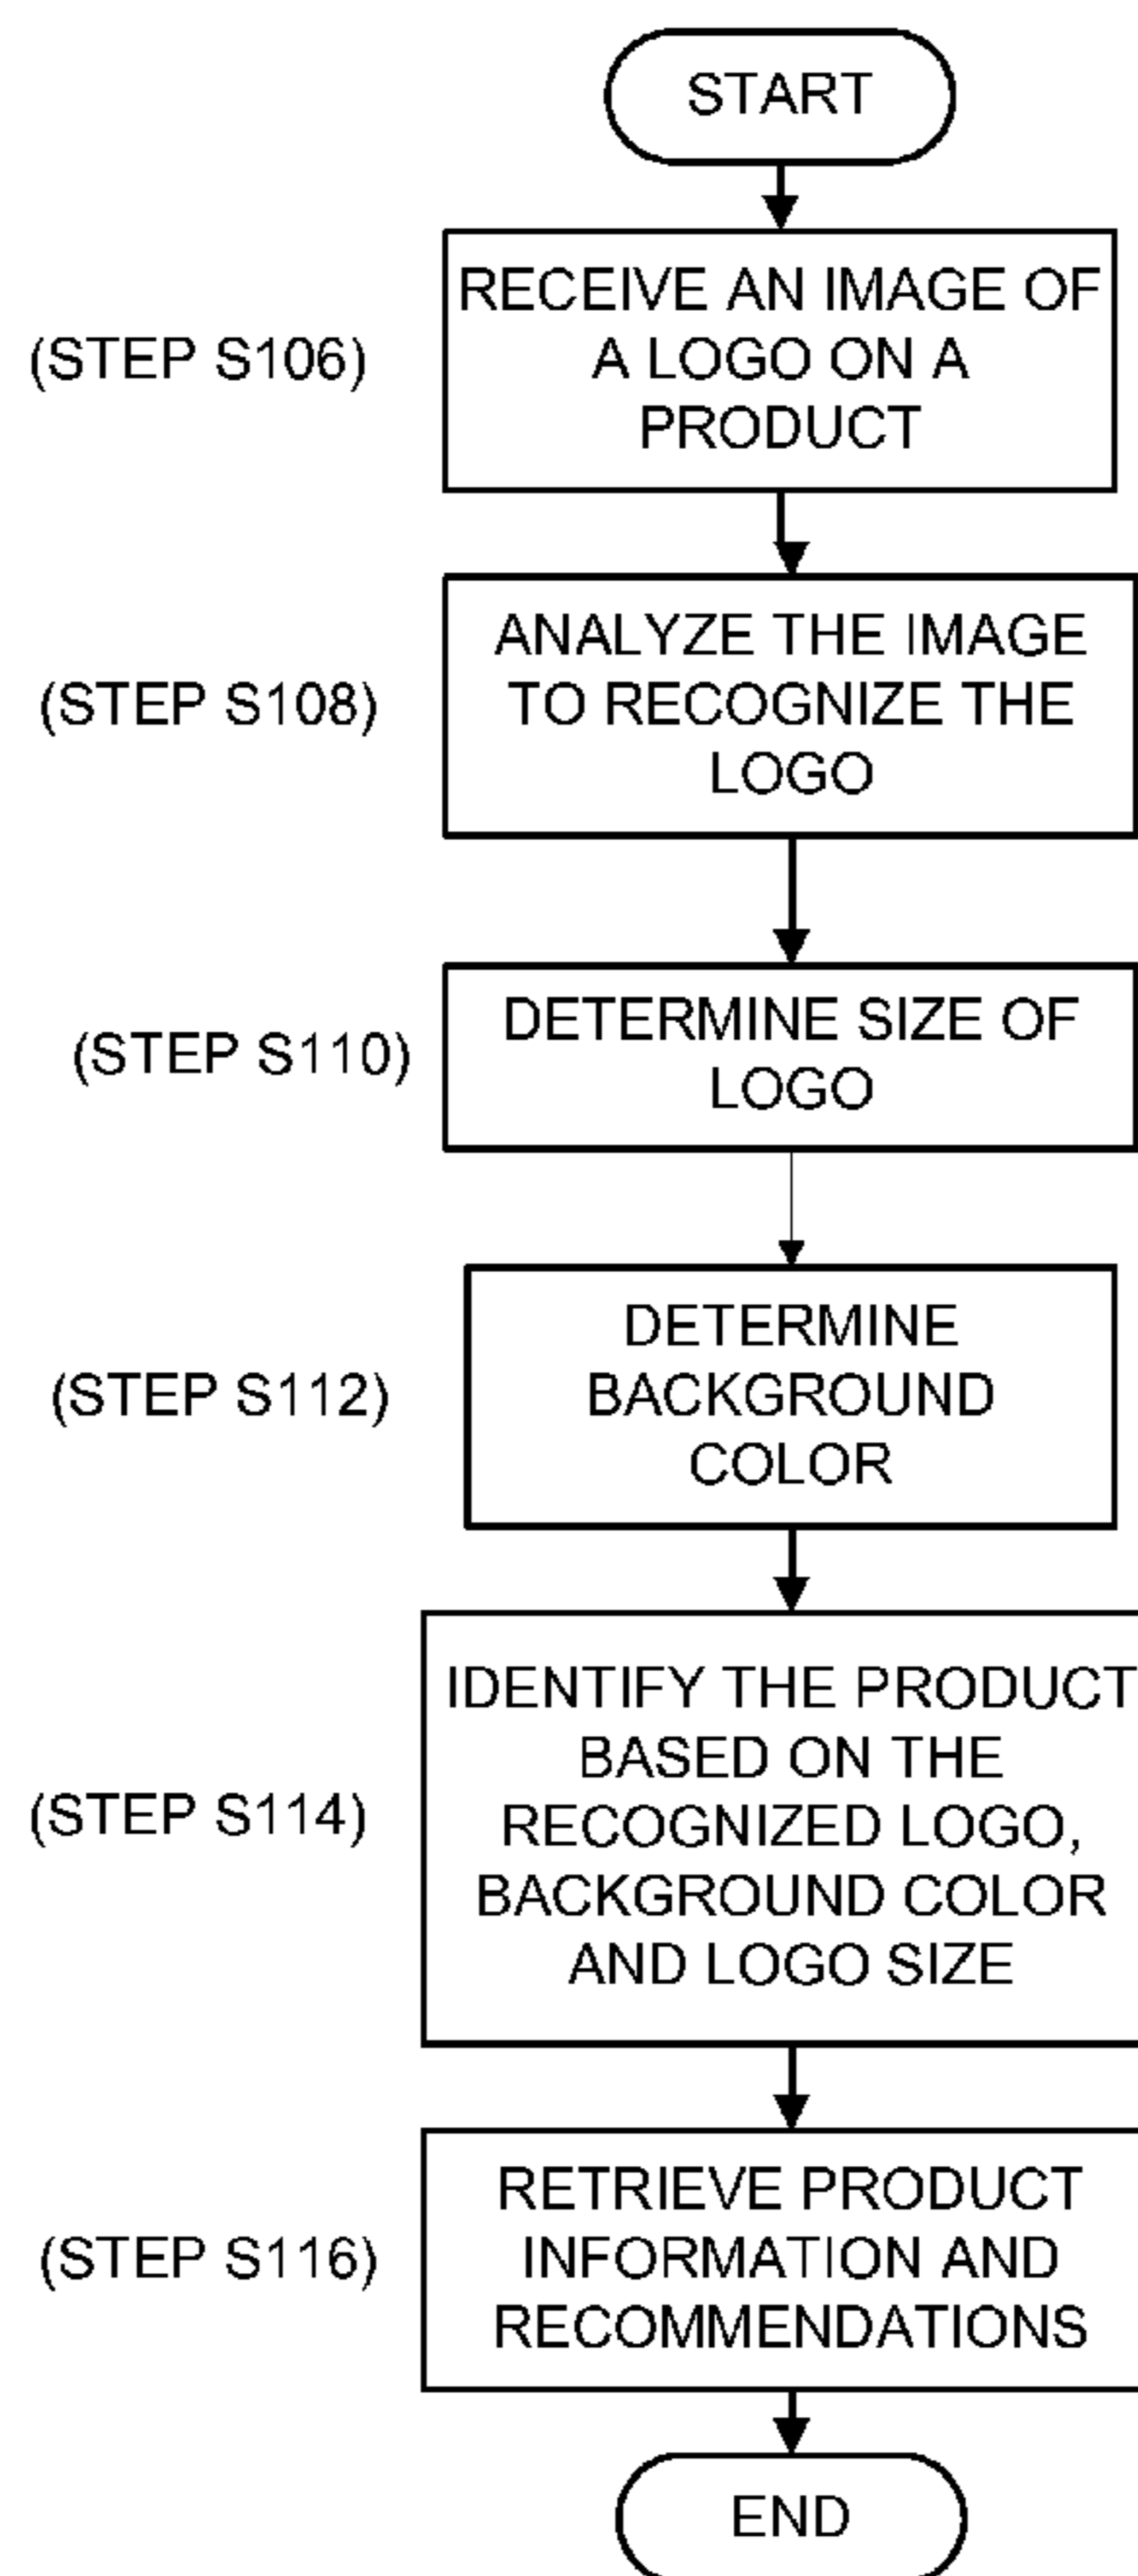 START
RECEIVE AN IMAGE OF
A LOGO ON A
PRODUCT
(STEP S106)
ANALYZE THE IMAGE
TO RECOGNIZE THE
LOGO
(STEP S108)
DETERMINE SIZE OF
LOGO
(STEP S110)
DETERMINE
BACKGROUND
COLOR
(STEP S112)
IDENTIFY THE PRODUCT
BASED ON THE
RECOGNIZED LOGO,
BACKGROUND COLOR
AND LOGO SIZE
(STEP S114)
RETRIEVE PRODUCT
INFORMATION AND
RECOMMENDATIONS
(STEP S116)
END